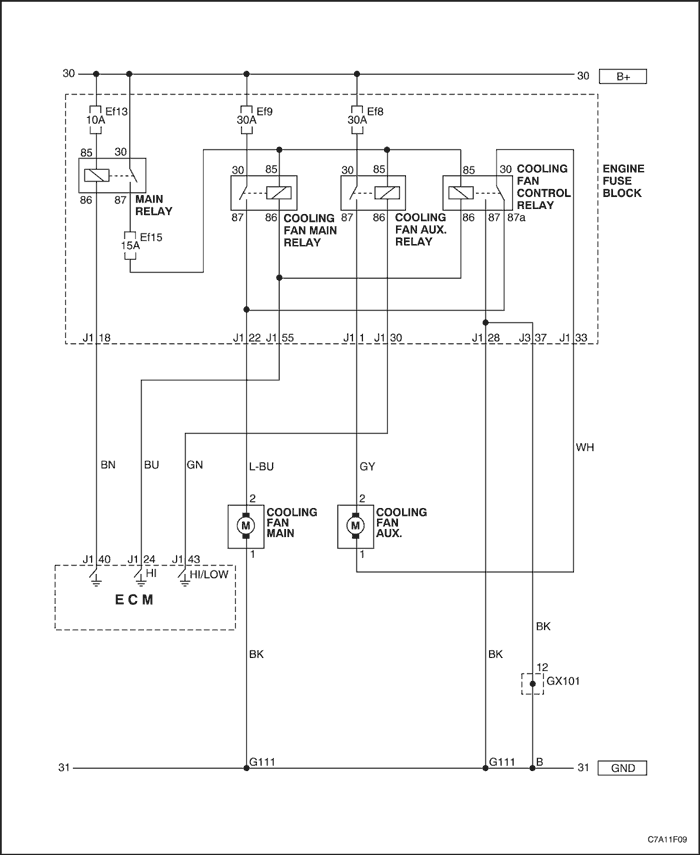 30
30 B+
Ef13
10A
Ef9
30A
Ef8
30A
85 30
86 87
MAIN
RELAY
Ef15
15A
30 85
87 86
COOLING
FAN MAIN
RELAY
30 85
87 86
COOLING
FAN AUX.
RELAY
85 30
86 87 87a
COOLING
FAN
CONTROL
RELAY
ENGINE
FUSE
BLOCK
J1 18 J1 22 J1 55 J1 1 J1 30 J1 28 J3 37 J1 33
BN BU GN L-BU GY WH
2
COOLING
FAN
MAIN
M
1
2
COOLING
FAN
AUX.
M
1
J1 40 J1 24 J1 43
HI HI/LOW
ECM
BK BK BK
12
GX101
31 G111 G111 B 31 GND
C7A11F09